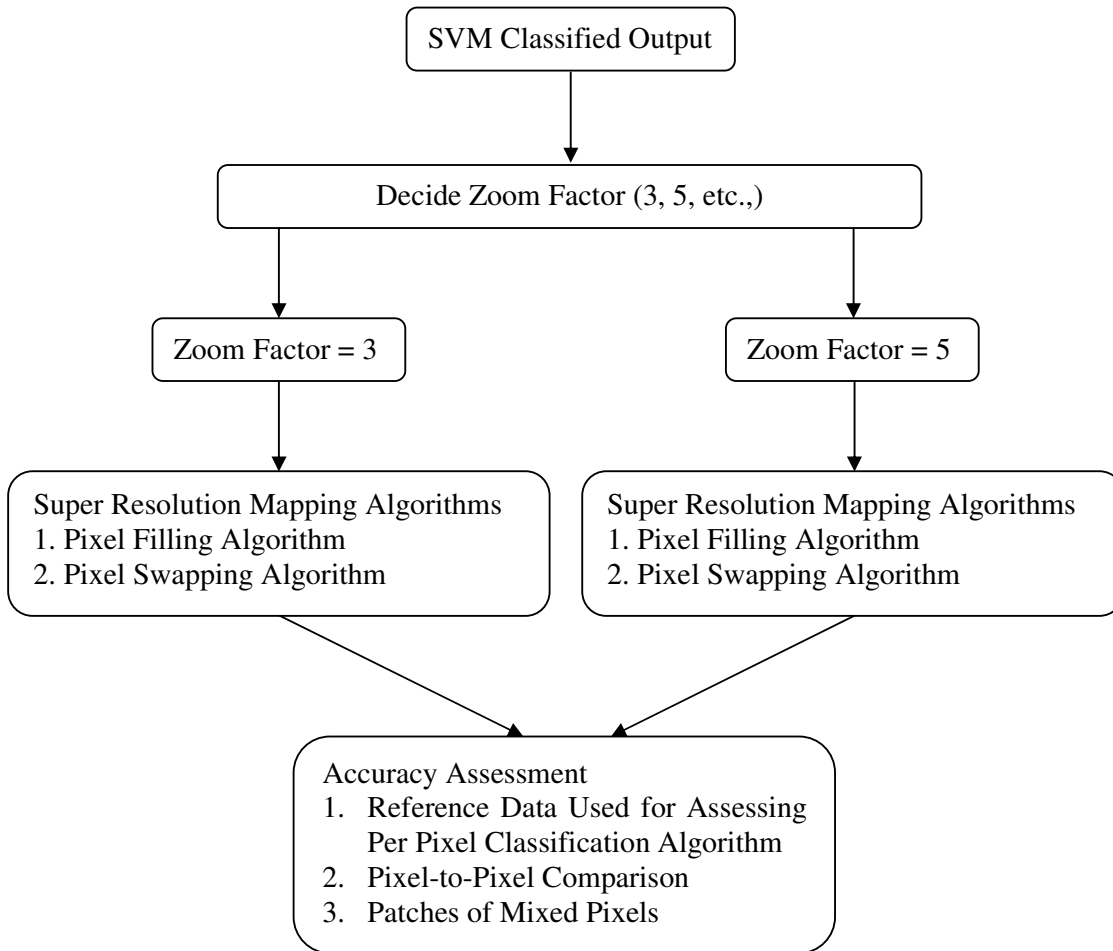 SVM Classified Output
Decide Zoom Factor (3, 5, etc.,)
Zoom Factor = 3
Zoom Factor = 5
Super Resolution Mapping Algorithms
1. Pixel Filling Algorithm
2. Pixel Swapping Algorithm
Super Resolution Mapping Algorithms
1. Pixel Filling Algorithm
2. Pixel Swapping Algorithm
Accuracy Assessment
1. Reference Data Used for Assessing
Per Pixel Classification Algorithm
2. Pixel-to-Pixel Comparison
3. Patches of Mixed Pixels